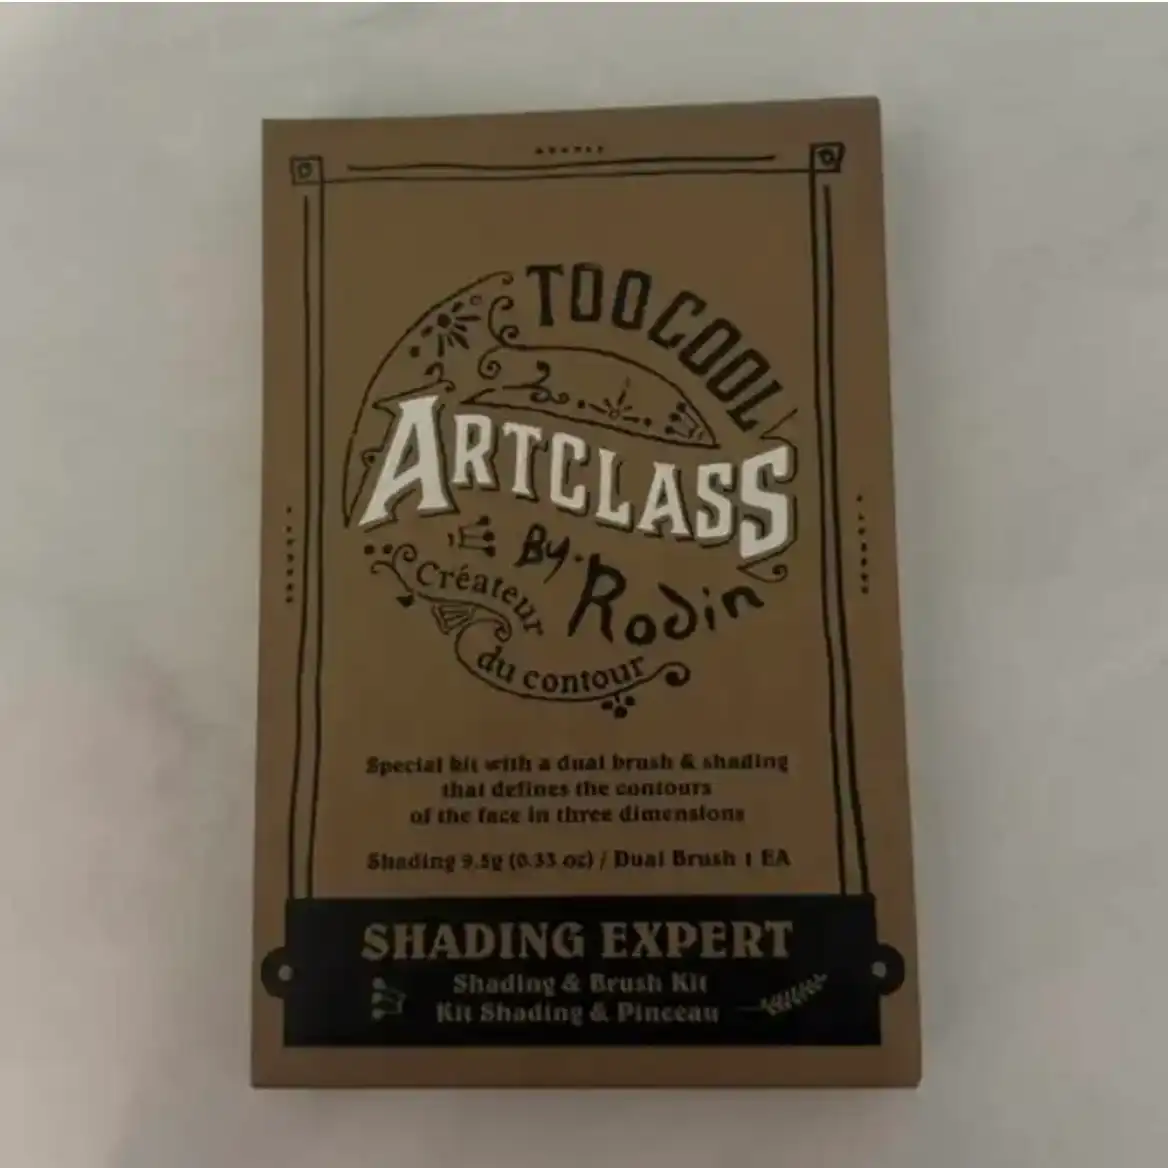 TOO COOL
ARTCLASS
By. Rodin
Créateur
du contour
Special kit with a dual brush & shading
that defines the contours
of the face in three dimensions
Shading 9.5g (0.33 oz) / Dual Brush 1 EA
SHADING EXPERT
Shading & Brush Kit
Kit Shading & Pinceau